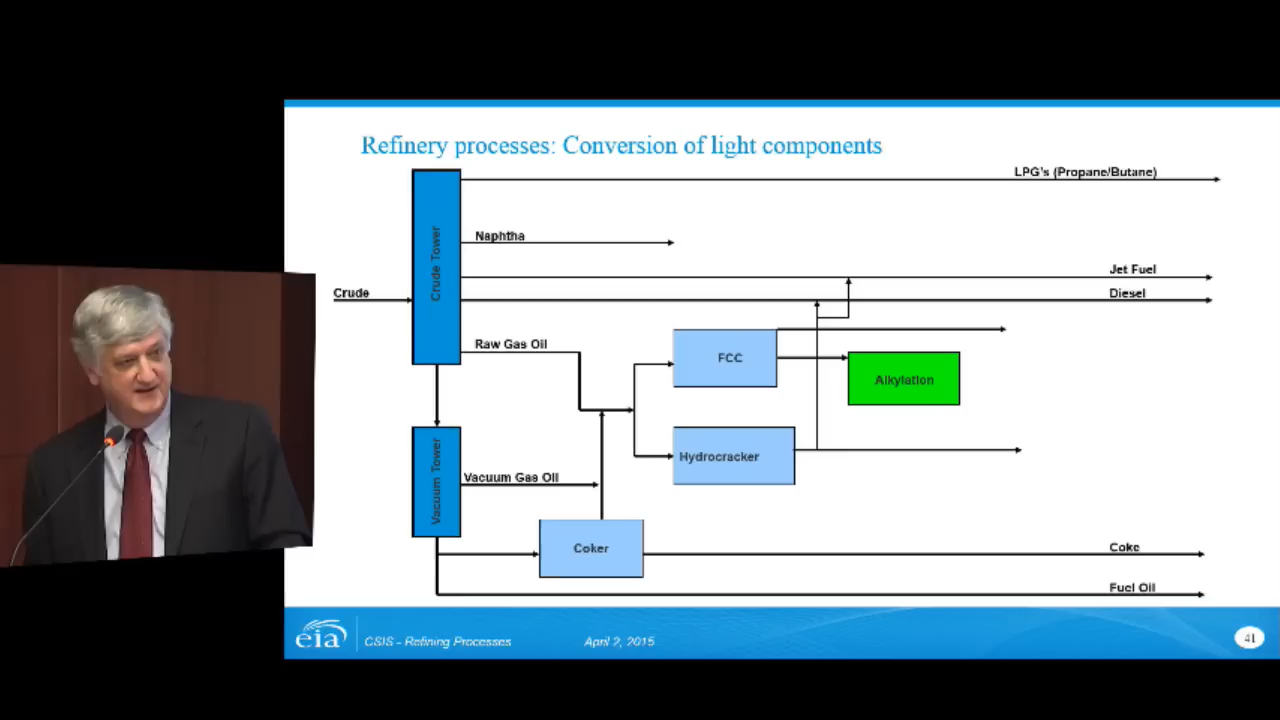 Refinery processes: Conversion of light components
LPG's (Propane/Butane)
Naphtha
Crude Tower
Jet Fuel
Crude
Diesel
Raw Gas Oil
FCC
Alkylation
Vacuum Tower
Hydrocracker
Vacuum Gas Oil
Coker
Coke
Fuel Oil
eia
CSIS - Refining Processes
April 2, 2015
41